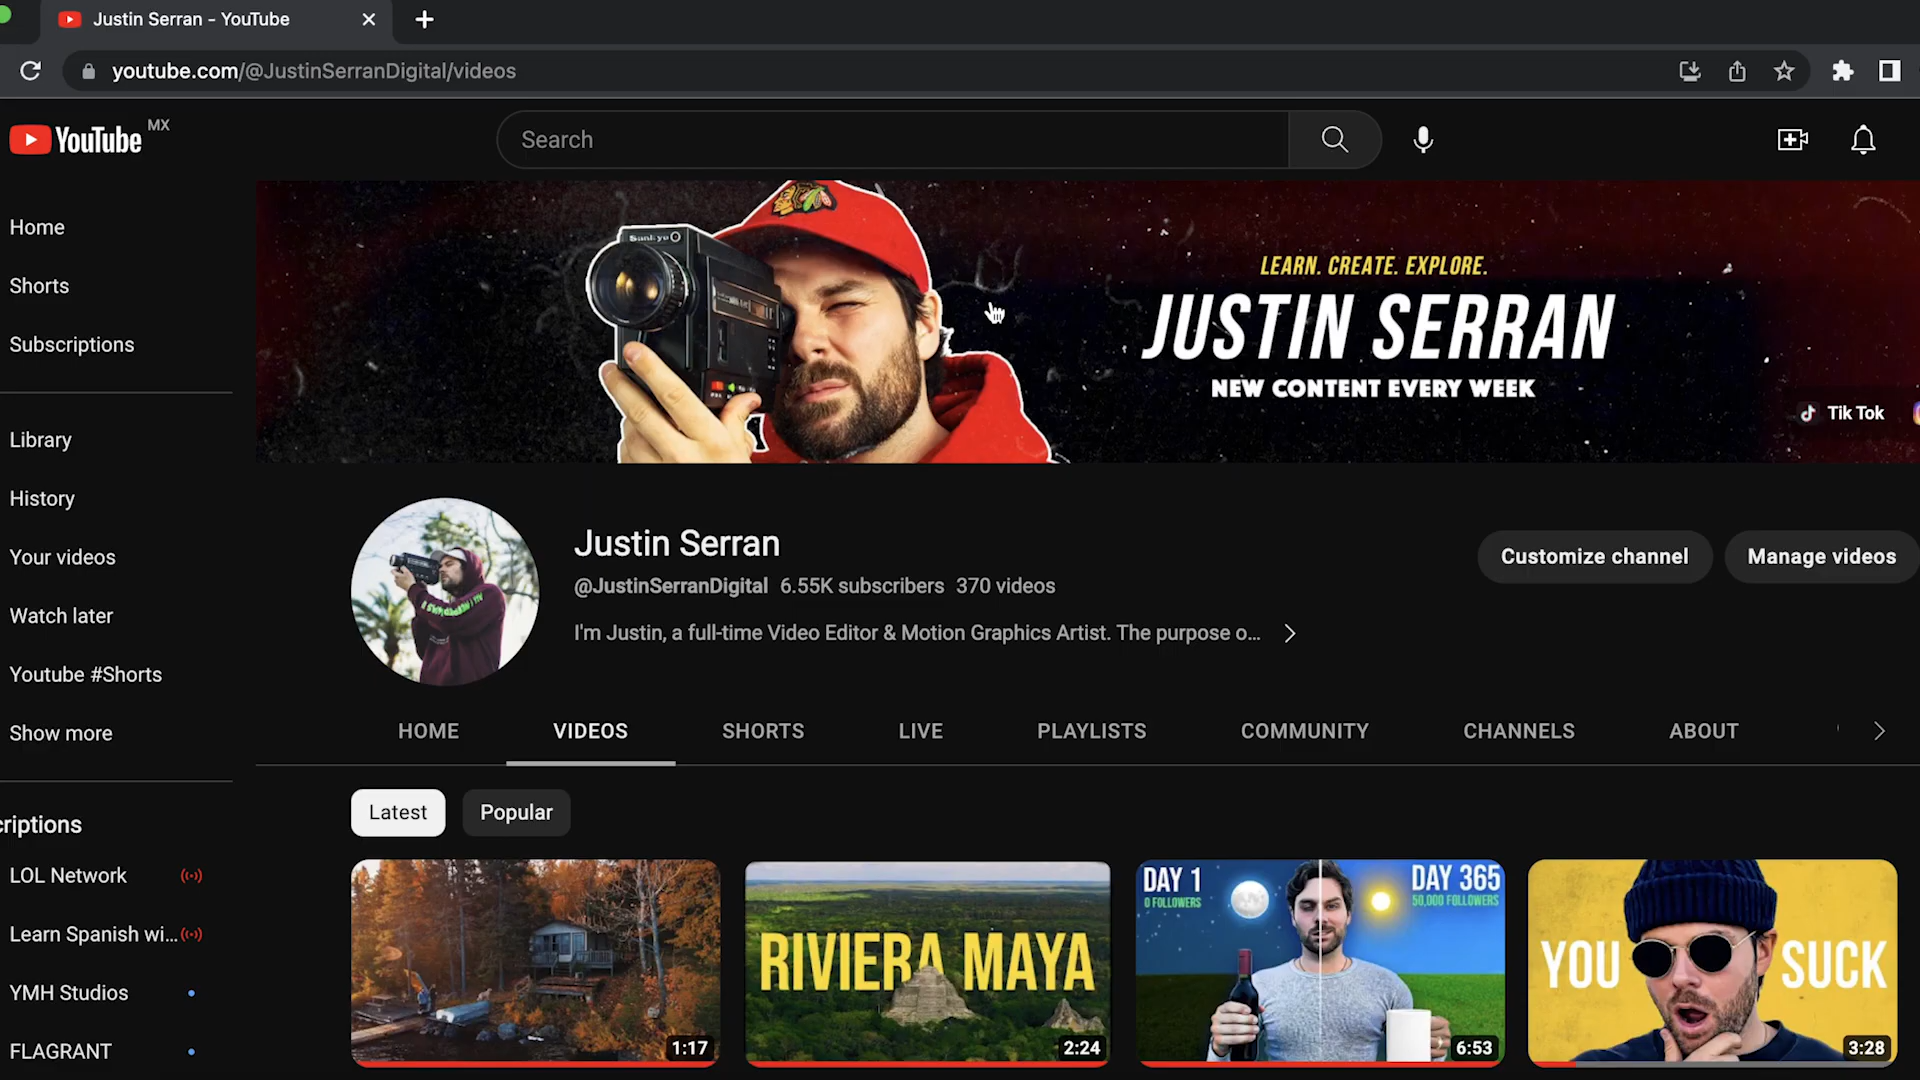 Justin Serran - YouTube
youtube.com/@JustinSerranDigital/videos
YouTube MX
Search
Home
Shorts
Subscriptions
Library
History
Your videos
Watch later
Youtube #Shorts
Show more
criptions
LOL Network
Learn Spanish wi...
YMH Studios
FLAGRANT
Sankyo
LEARN. CREATE. EXPLORE.
JUSTIN SERRAN
NEW CONTENT EVERY WEEK
Tik Tok
Justin Serran
@JustinSerranDigital 6.55K subscribers 370 videos
I'm Justin, a full-time Video Editor & Motion Graphics Artist. The purpose o...
Customize channel
Manage videos
HOME VIDEOS SHORTS LIVE PLAYLISTS COMMUNITY CHANNELS ABOUT
Latest Popular
1:17
RIVIERA MAYA
2:24
DAY 1
0 FOLLOWERS
DAY 365
50,000 FOLLOWERS
6:53
YOU SUCK
3:28